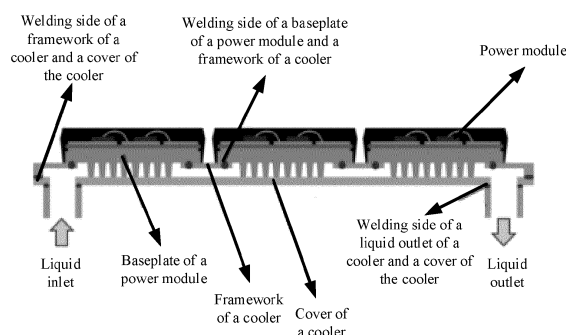 Welding side of a
framework of a
cooler and a cover of
the cooler
Welding side of a baseplate
of a power module and a
framework of a cooler
Power module
Liquid
inlet
Baseplate of a
power module
Framework
of a cooler
Cover of
a cooler
Welding side of a
liquid outlet of a
cooler and a cover of
the cooler
Liquid
outlet